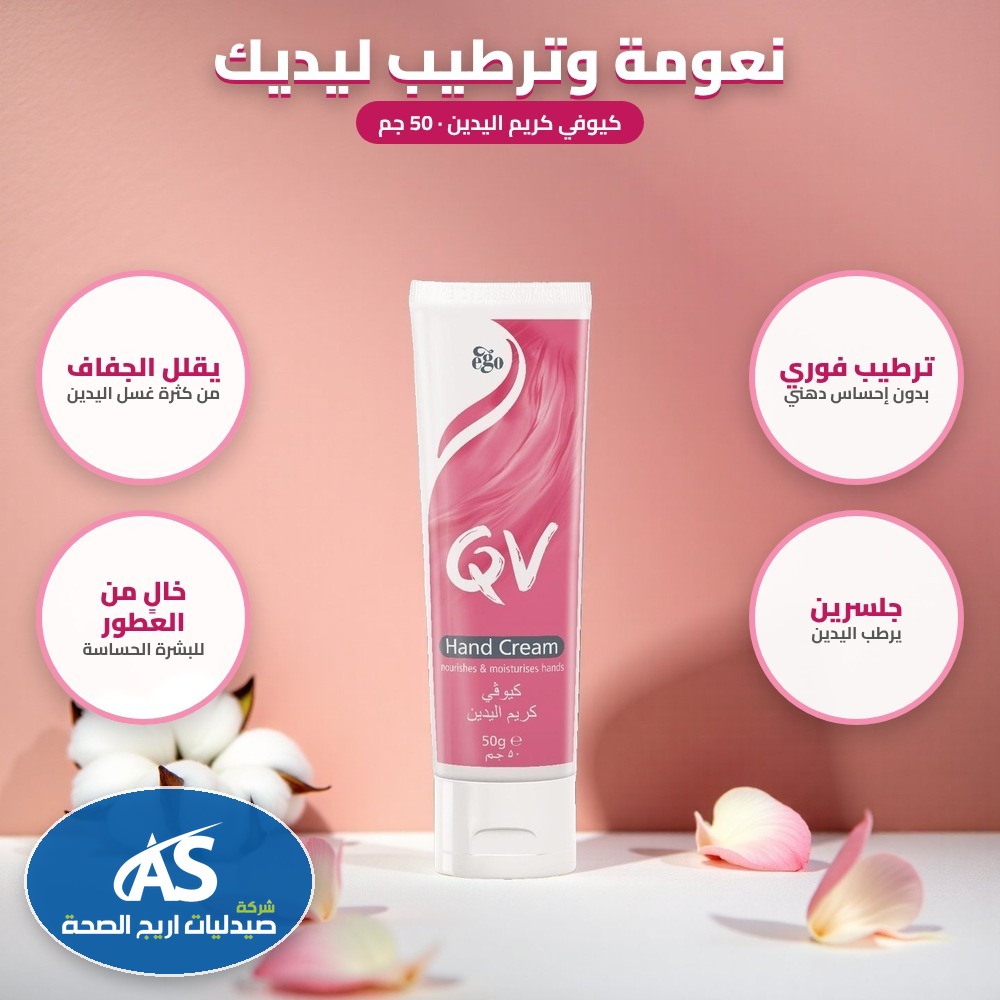 نعومة وترطيب ليديك
كيوفي كريم اليدين · 50 جم
ترطيب فوري
بدون إحساس دهني
يقلل الجفاف
من كثرة غسل اليدين
جلسرين
يرطب اليدين
خالٍ من
العطور
للبشرة الحساسة
ego
QV
Hand Cream
nourishes & moisturises hands
كيوڤي
كريم اليدين
50g ℮
٥٠ جم
AS
شركة
صيدليات اريج الصحة